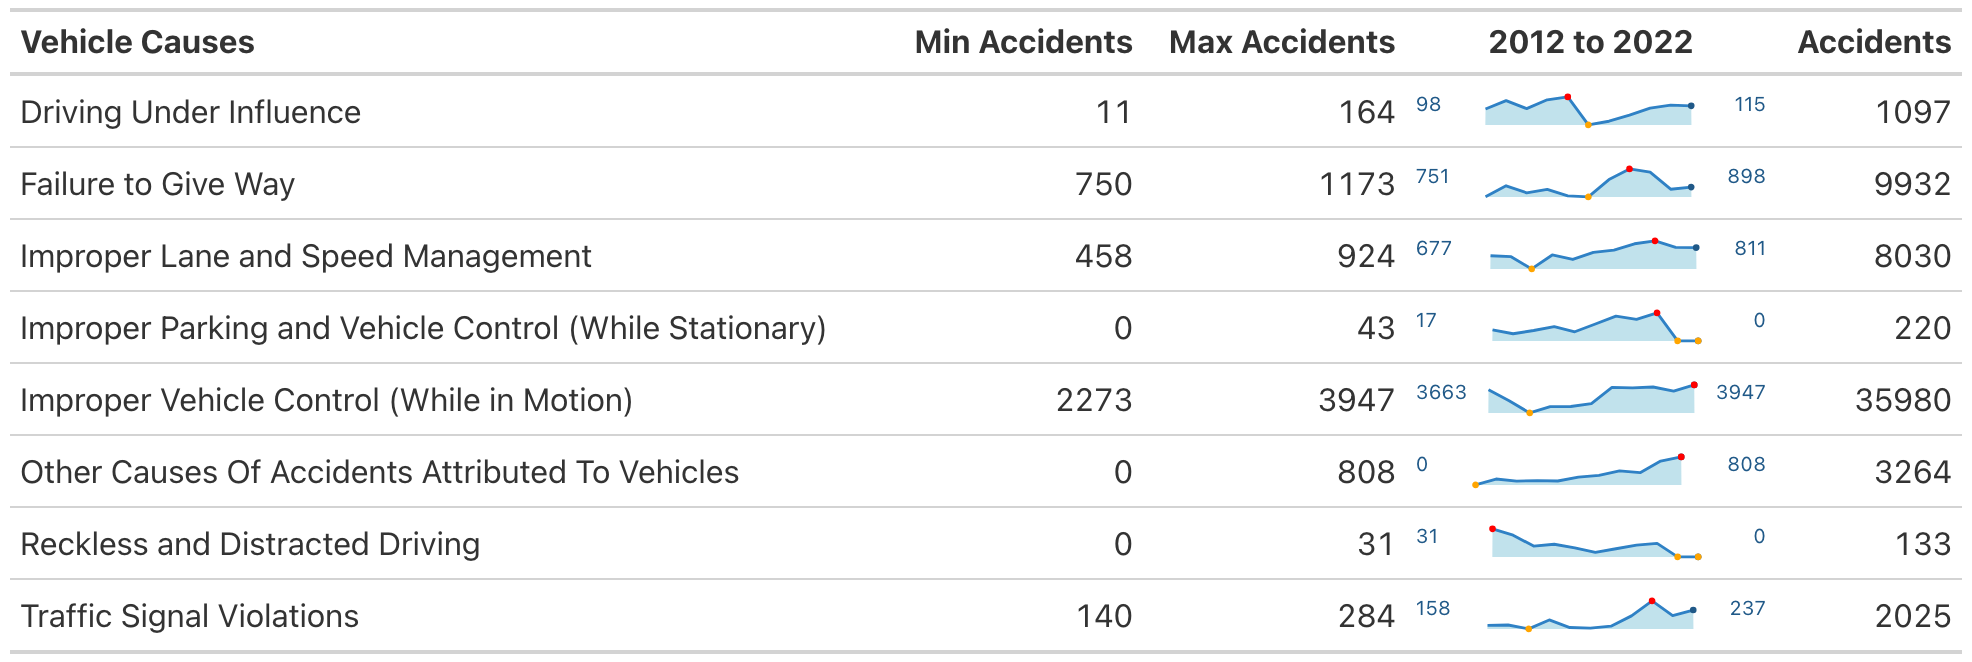 Vehicle Causes Min Accidents Max Accidents 2012 to 2022 Accidents
Driving Under Influence 11 164 98 115 1097
Failure to Give Way 750 1173 751 898 9932
Improper Lane and Speed Management 458 924 677 811 8030
Improper Parking and Vehicle Control (While Stationary) 0 43 17 0 220
Improper Vehicle Control (While in Motion) 2273 3947 3663 3947 35980
Other Causes Of Accidents Attributed To Vehicles 0 808 0 808 3264
Reckless and Distracted Driving 0 31 31 0 133
Traffic Signal Violations 140 284 158 237 2025